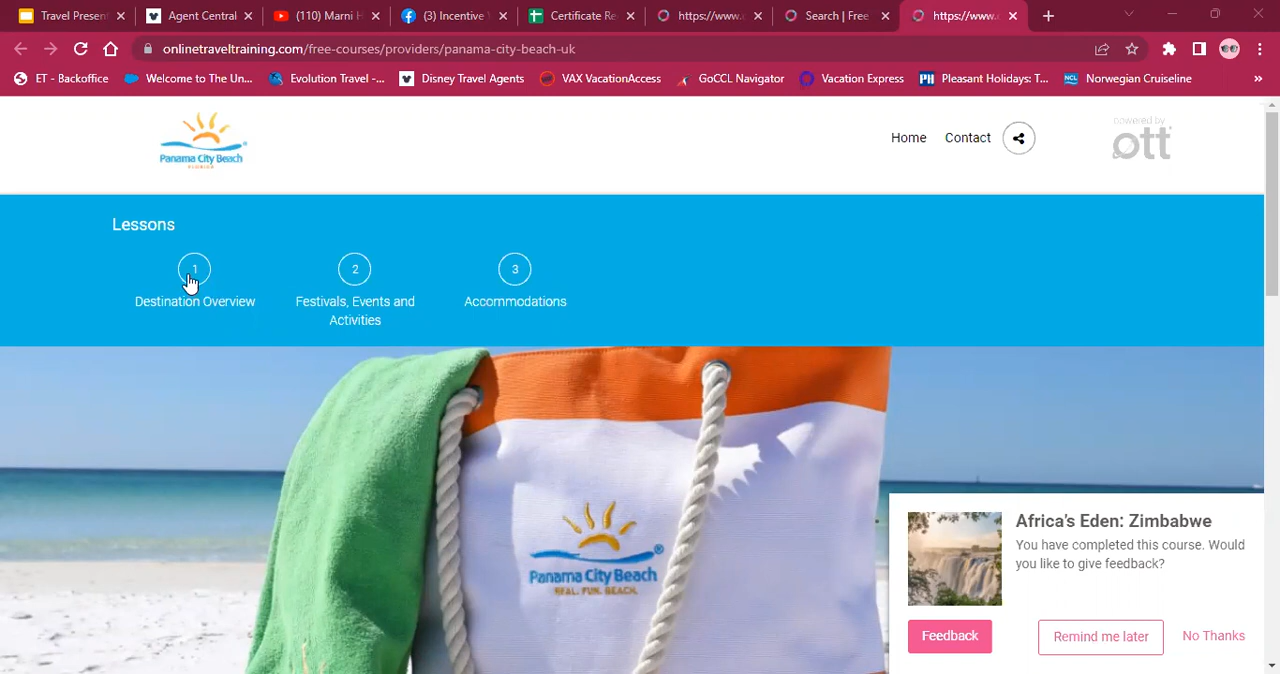 Travel Present
Agent Central
(110) Marni H
(3) Incentive
Certificate Re
https://www.
Search | Free
https://www.
onlinetraveltraining.com/free-courses/providers/panama-city-beach-uk
ET - Backoffice
Welcome to The Un...
Evolution Travel -...
Disney Travel Agents
VAX VacationAccess
GoCCL Navigator
Vacation Express
PH
Pleasant Holidays: T...
NCL
Norwegian Cruiseline
»
Panama City Beach
FLORIDA
Home
Contact
powered by
ott
Lessons
1
2
3
Destination Overview
Festivals, Events and
Activities
Accommodations
Panama City Beach
REAL. FUN. BEACH.
Africa's Eden: Zimbabwe
You have completed this course. Would
you like to give feedback?
Feedback
Remind me later
No Thanks